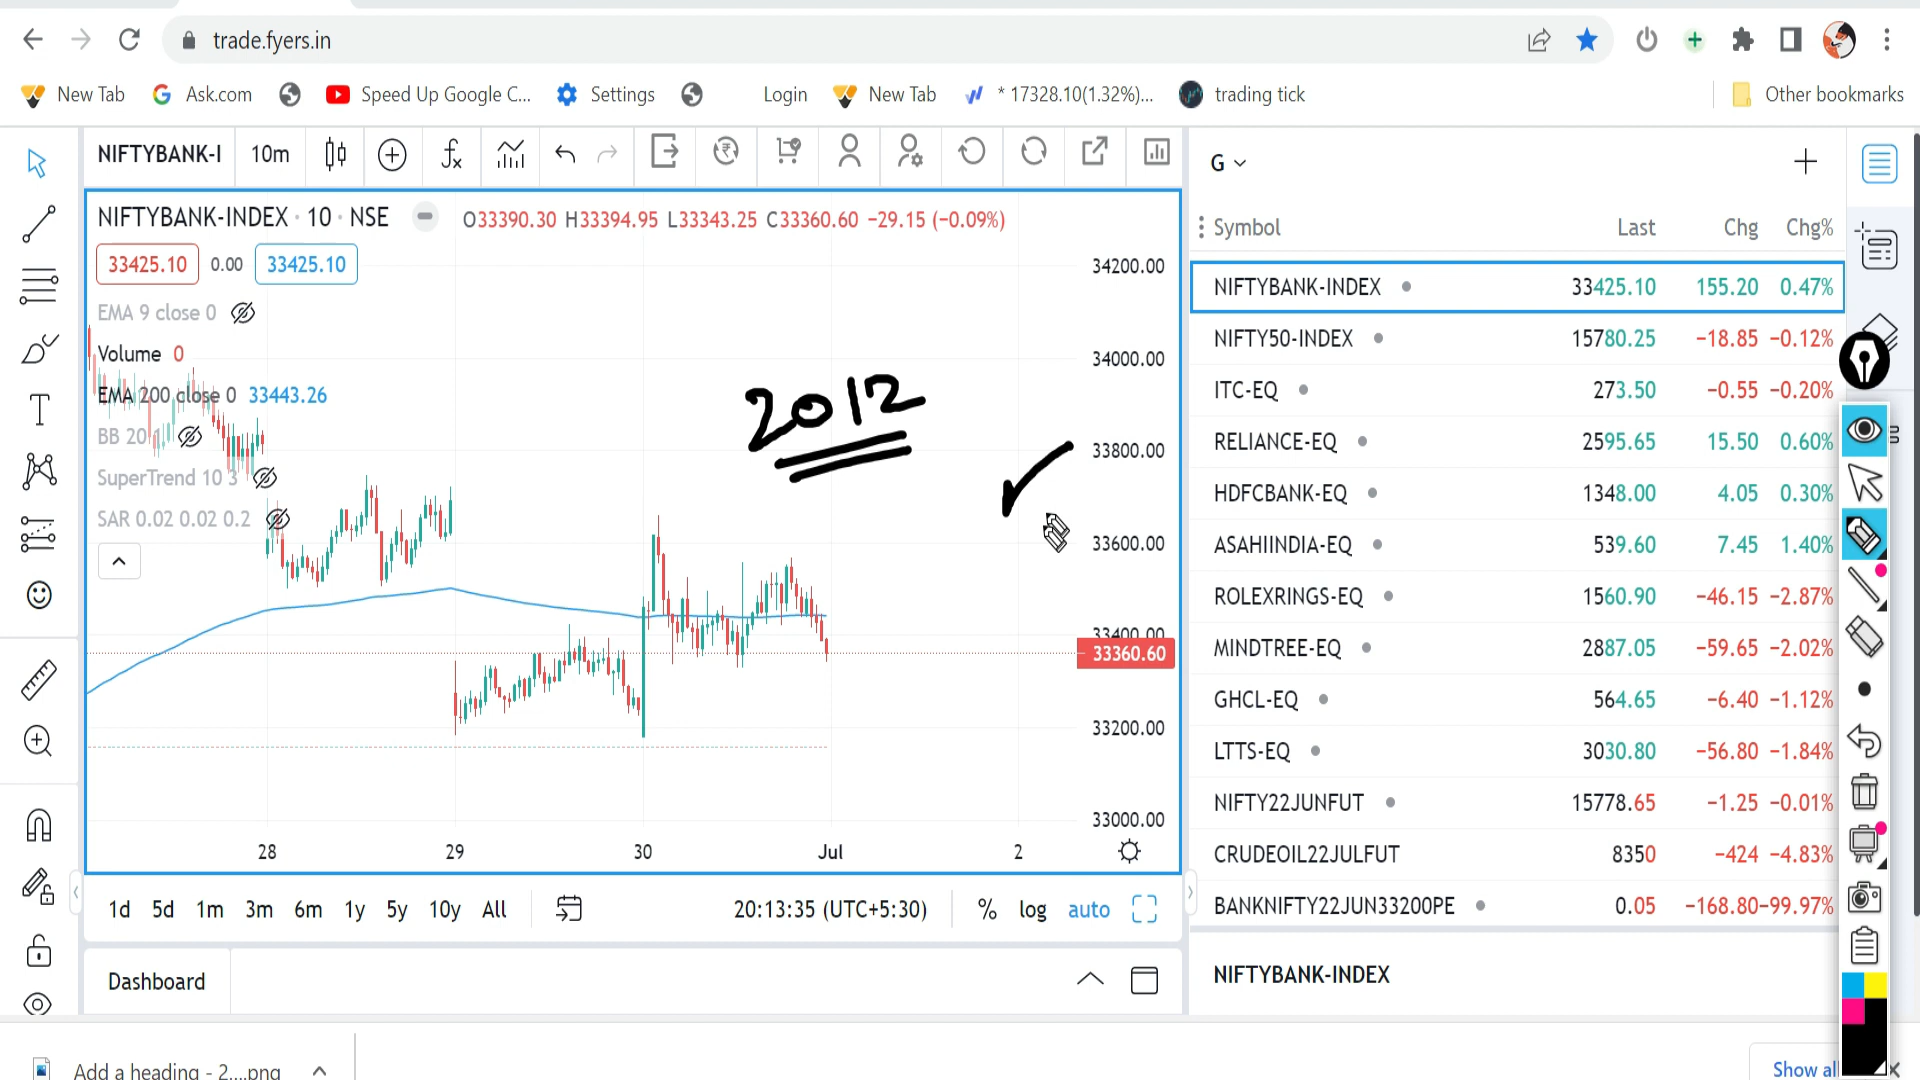 trade.fyers.in
New Tab Ask.com Speed Up Google C... Settings Login New Tab * 17328.10(1.32%)... trading tick Other bookmarks
NIFTYBANK-I 10m fx G
NIFTYBANK-INDEX · 10 · NSE O33390.30 H33394.95 L33343.25 C33360.60 −29.15 (−0.09%)
33425.10 0.00 33425.10
EMA 9 close 0
Volume 0
EMA 200 close 0 33443.26
BB 20 1
SuperTrend 10 3
SAR 0.02 0.02 0.2
2012
34200.00
34000.00
33800.00
33600.00
33400.00
33360.60
33200.00
33000.00
28 29 30 Jul 2
1d 5d 1m 3m 6m 1y 5y 10y All 20:13:35 (UTC+5:30) % log auto
Dashboard
Symbol Last Chg Chg%
NIFTYBANK-INDEX 33425.10 155.20 0.47%
NIFTY50-INDEX 15780.25 −18.85 −0.12%
ITC-EQ 273.50 −0.55 −0.20%
RELIANCE-EQ 2595.65 15.50 0.60%
HDFCBANK-EQ 1348.00 4.05 0.30%
ASAHIINDIA-EQ 539.60 7.45 1.40%
ROLEXRINGS-EQ 1560.90 −46.15 −2.87%
MINDTREE-EQ 2887.05 −59.65 −2.02%
GHCL-EQ 564.65 −6.40 −1.12%
LTTS-EQ 3030.80 −56.80 −1.84%
NIFTY22JUNFUT 15778.65 −1.25 −0.01%
CRUDEOIL22JULFUT 8350 −424 −4.83%
BANKNIFTY22JUN33200PE 0.05 −168.80 −99.97%
NIFTYBANK-INDEX
Add a heading - 2....png Show all